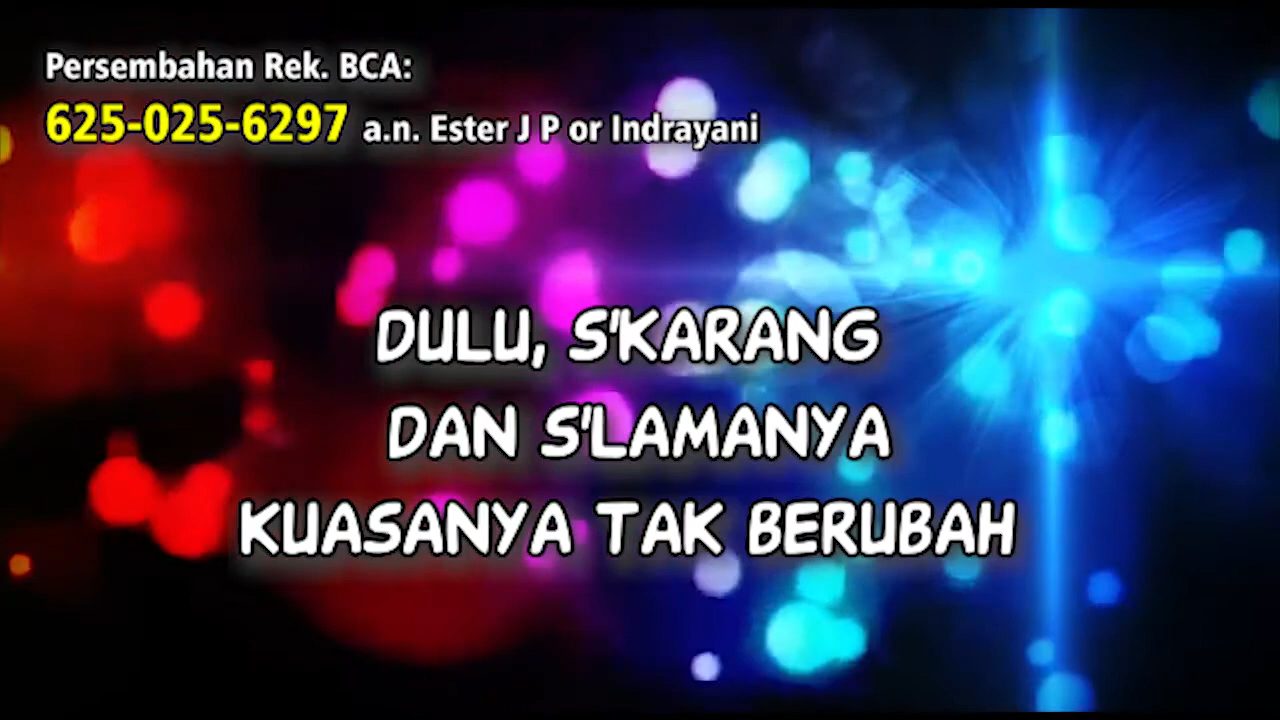 Persembahan Rek. BCA:
625-025-6297 a.n. Ester J P or Indrayani
DULU, S'KARANG
DAN S'LAMANYA
KUASANYA TAK BERUBAH